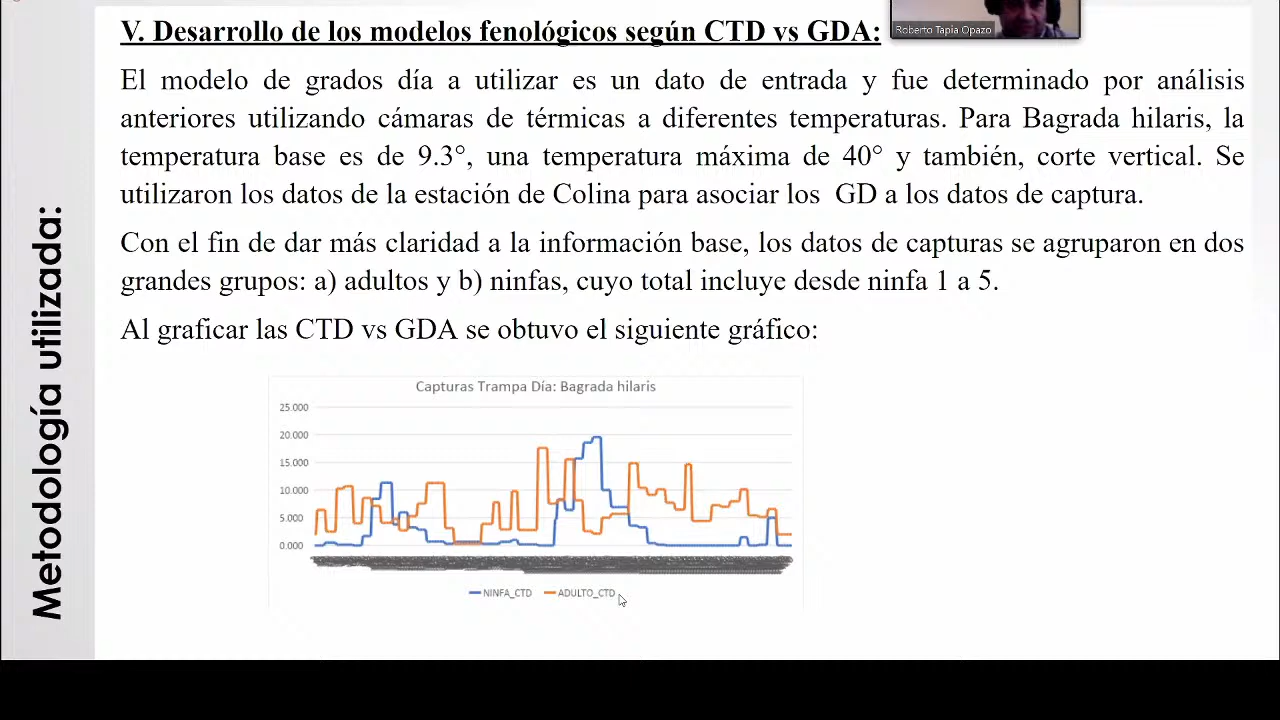 V. Desarrollo de los modelos fenológicos según CTD vs GDA:
Roberto Tapia Opazo
El modelo de grados día a utilizar es un dato de entrada y fue determinado por análisis
anteriores utilizando cámaras de térmicas a diferentes temperaturas. Para Bagrada hilaris, la
temperatura base es de 9.3°, una temperatura máxima de 40° y también, corte vertical. Se
utilizaron los datos de la estación de Colina para asociar los GD a los datos de captura.
Con el fin de dar más claridad a la información base, los datos de capturas se agruparon en dos
grandes grupos: a) adultos y b) ninfas, cuyo total incluye desde ninfa 1 a 5.
Al graficar las CTD vs GDA se obtuvo el siguiente gráfico:
Metodología utilizada:
Capturas Trampa Día: Bagrada hilaris
25.000
20.000
15.000
10.000
5.000
0.000
NINFA_CTD ADULTO_CTD